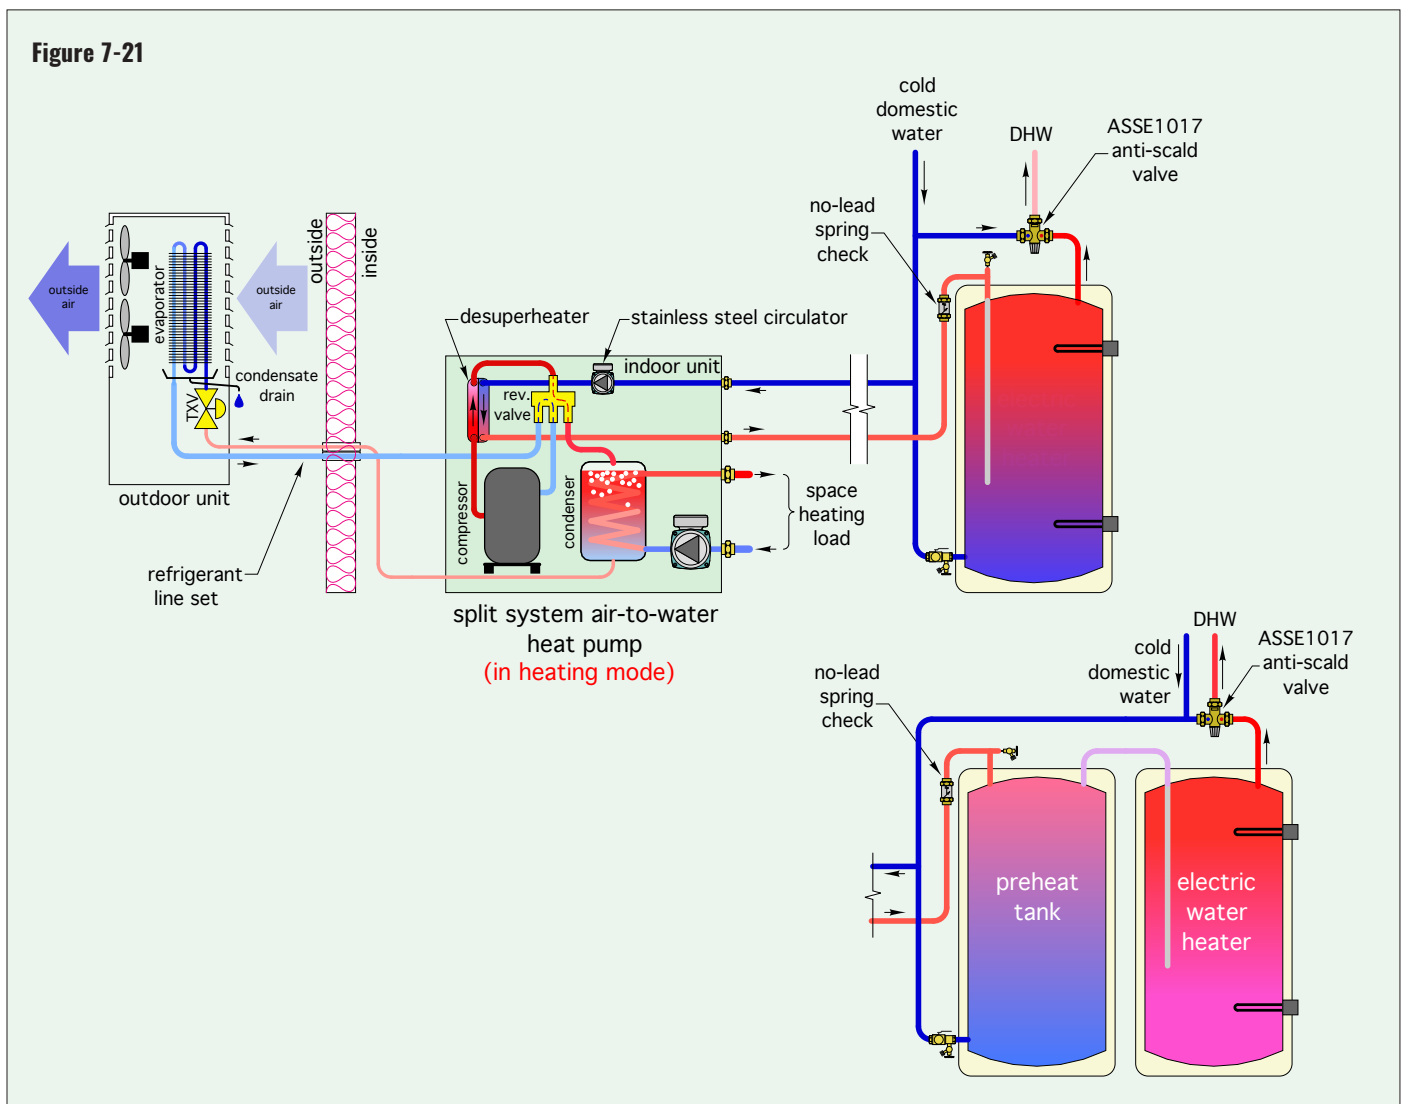 Figure 7-21
cold
domestic
water
DHW
ASSE1017
anti-scald
valve
no-lead
spring
check
outside
inside
outside
air
evaporator
outside
air
condensate
drain
TXV
outdoor unit
refrigerant
line set
desuperheater
stainless steel circulator
indoor unit
rev.
valve
compressor
condenser
space
heating
load
electric
water
heater
split system air-to-water
heat pump
(in heating mode)
DHW
cold
domestic
water
ASSE1017
anti-scald
valve
no-lead
spring
check
preheat
tank
electric
water
heater